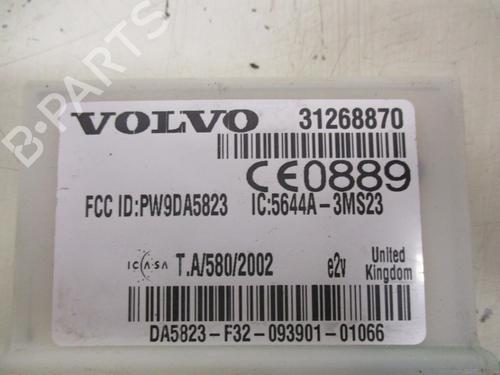 VOLVO 31268870
CE0889
FCC ID:PW9DA5823 IC:5644A-3MS23
ICASA T.A/580/2002 e2v United Kingdom
DA5823-F32-093901-01066
B-PARTS